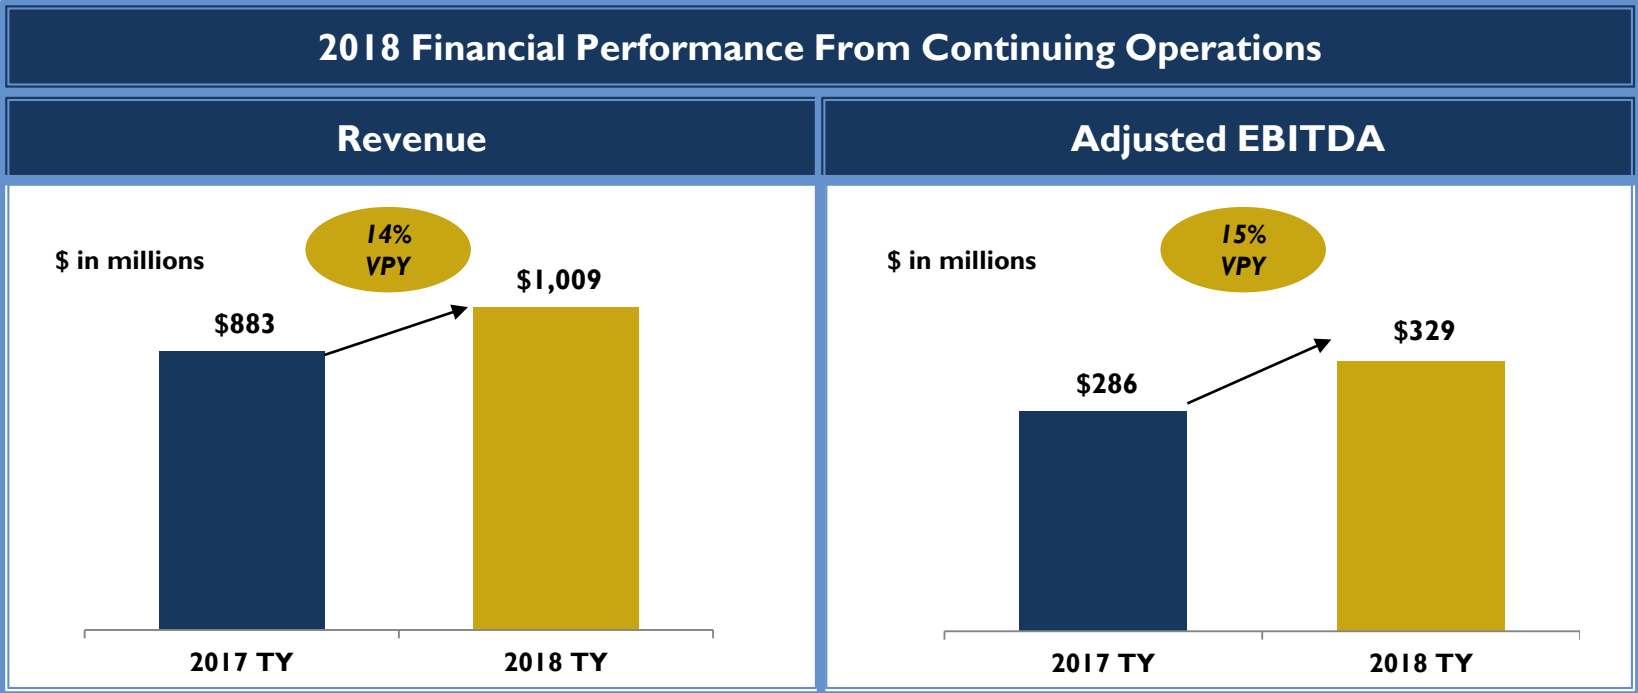 2018 Financial Performance From Continuing Operations
Revenue
$ in millions
14%
VPY
$883
$1,009
2017 TY
2018 TY
Adjusted EBITDA
$ in millions
15%
VPY
$286
$329
2017 TY
2018 TY